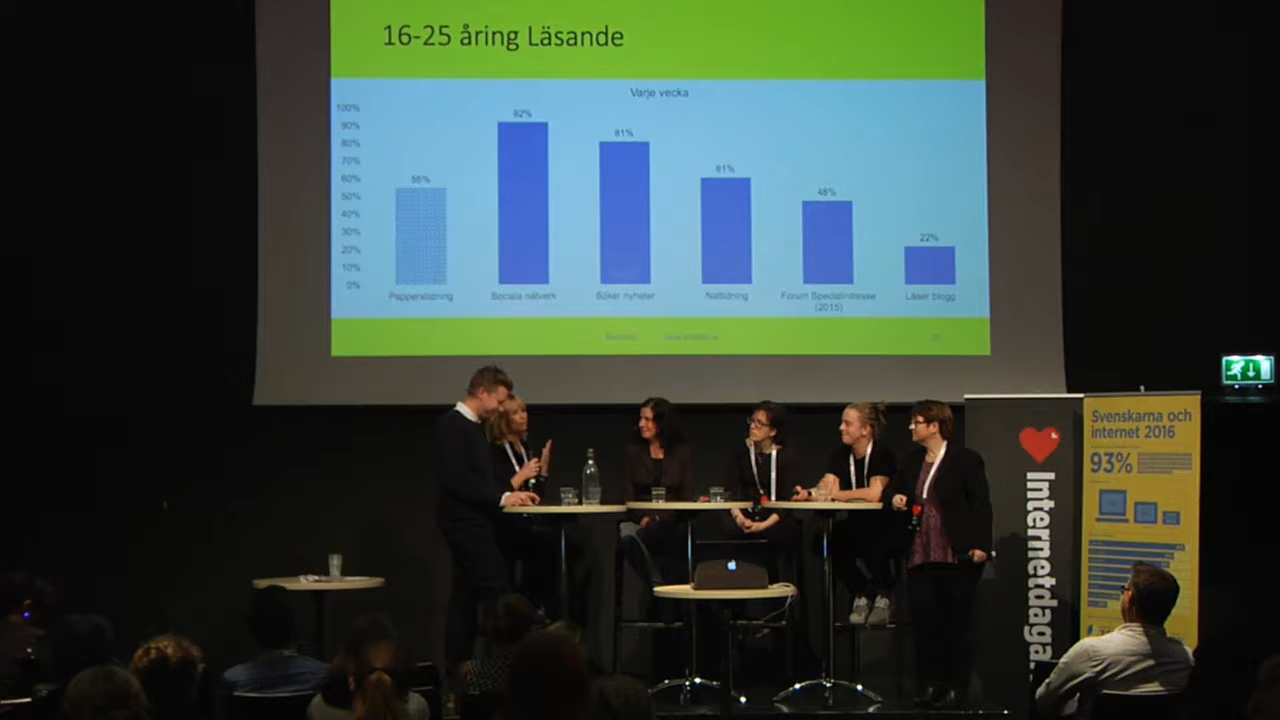 16-25 åring Läsande
Varje vecka
100%
90%
80%
70%
60%
50%
40%
30%
20%
10%
0%
55%
92%
81%
61%
48%
22%
Papperstidning
Sociala nätverk
Söker nyheter
Nättidning
Forum Specialintresse
(2015)
Läser blogg
Internetdaga
Svenskarna och
internet 2016
93%